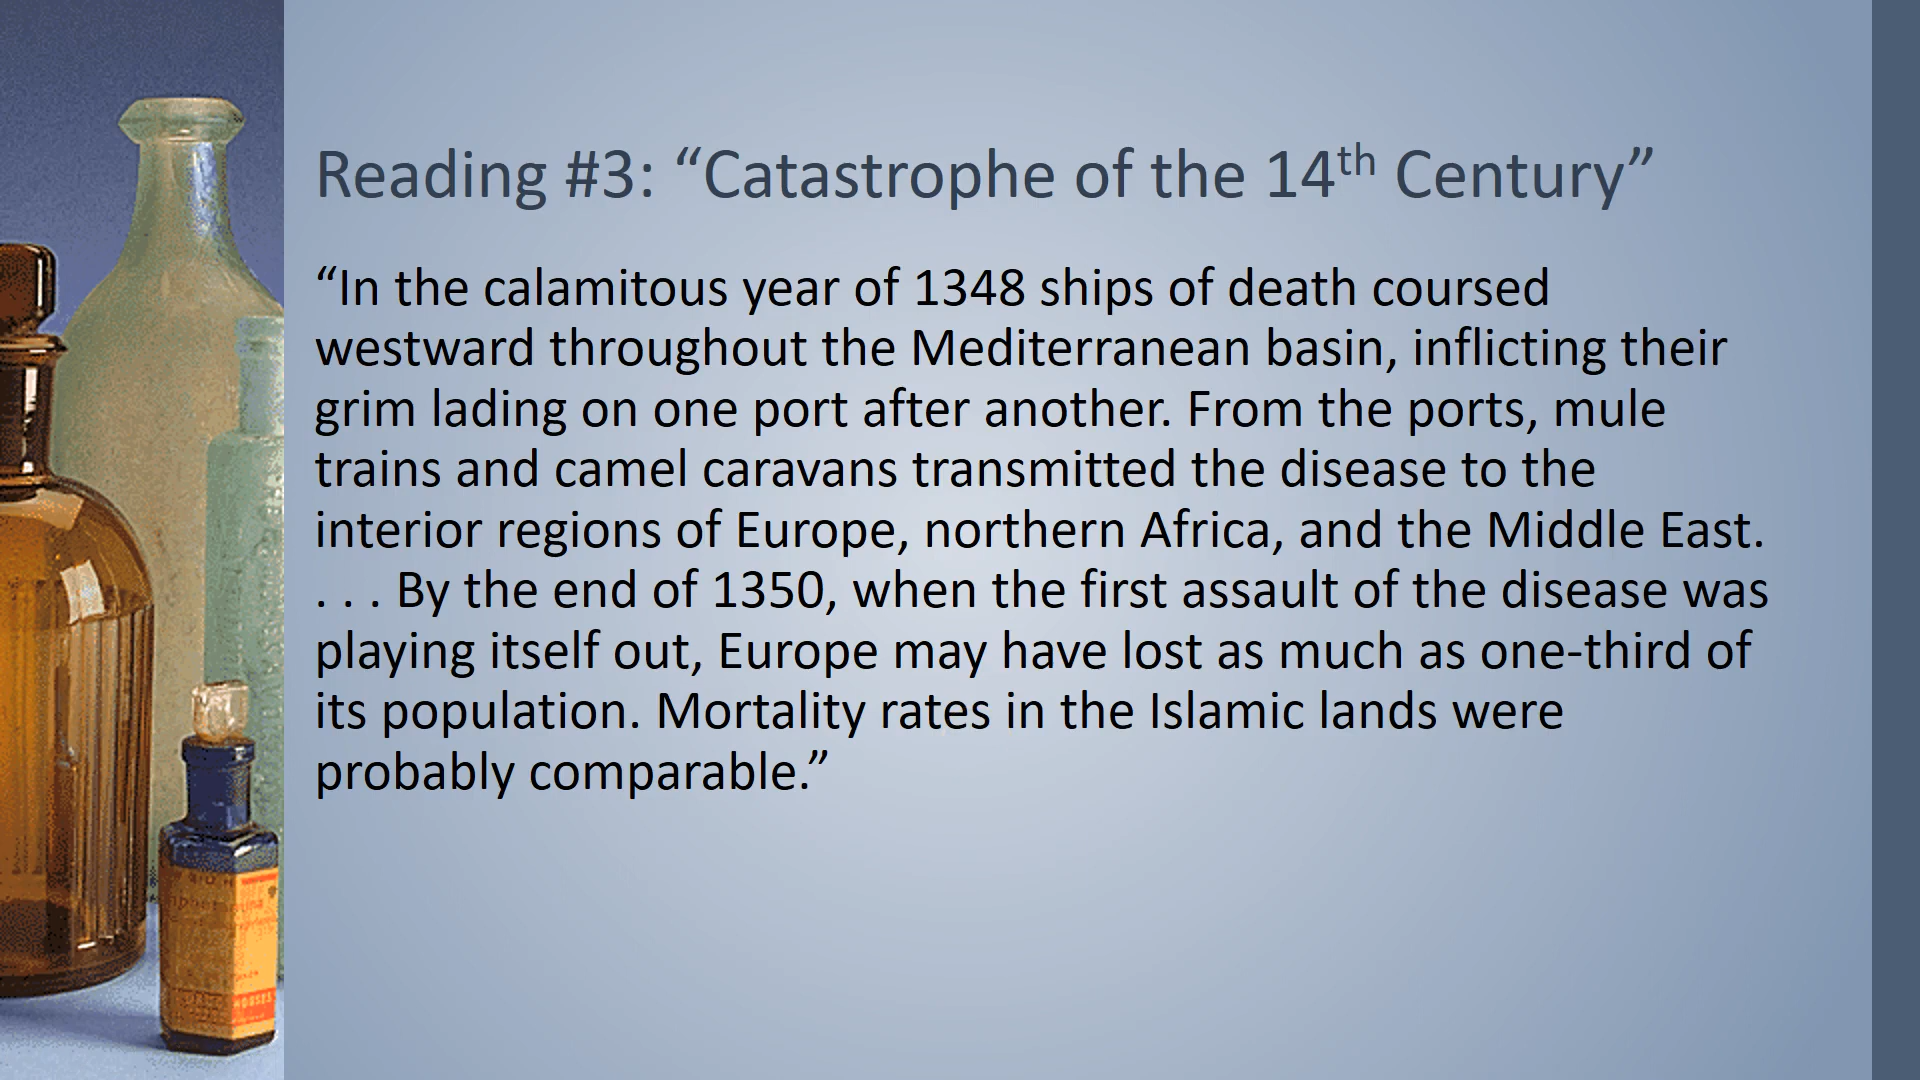 Reading #3: “Catastrophe of the 14th Century”
“In the calamitous year of 1348 ships of death coursed
westward throughout the Mediterranean basin, inflicting their
grim lading on one port after another. From the ports, mule
trains and camel caravans transmitted the disease to the
interior regions of Europe, northern Africa, and the Middle East.
. . . By the end of 1350, when the first assault of the disease was
playing itself out, Europe may have lost as much as one-third of
its population. Mortality rates in the Islamic lands were
probably comparable.”